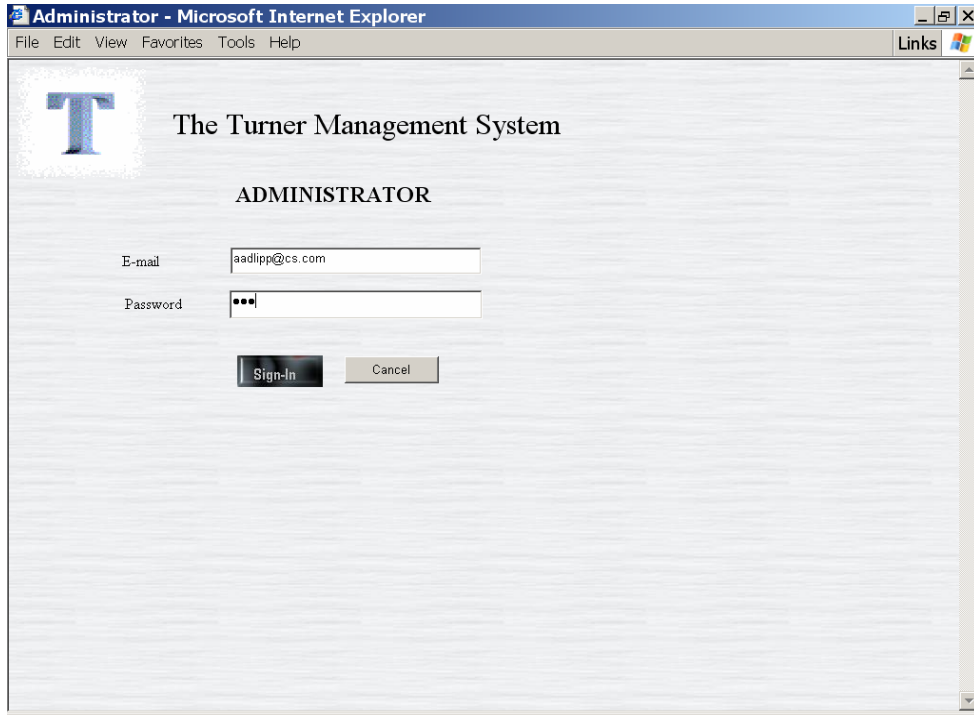 Administrator - Microsoft Internet Explorer
File Edit View Favorites Tools Help Links
T
The Turner Management System
ADMINISTRATOR
E-mail aadlipp@cs.com
Password •••
Sign-In Cancel